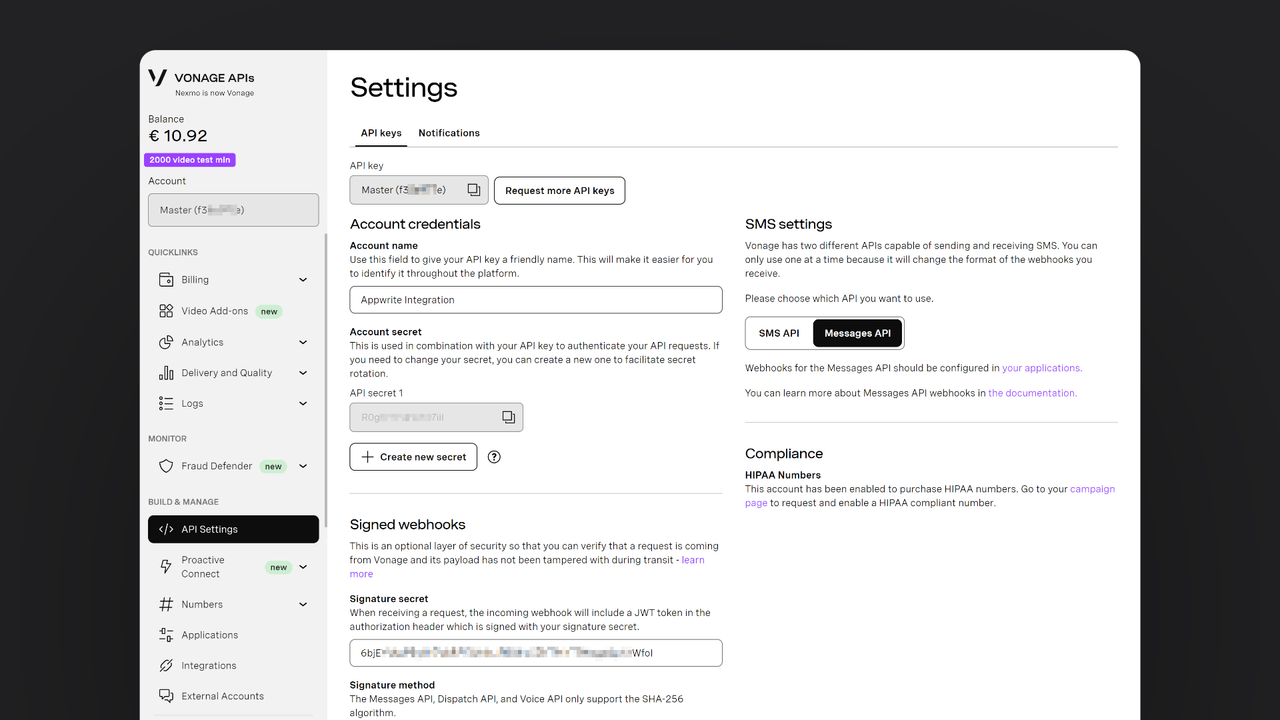 VONAGE APIs
Nexmo is now Vonage
Balance
€ 10.92
2000 video test min
Account
Master (f3 e)
QUICKLINKS
Billing
Video Add-ons new
Analytics
Delivery and Quality
Logs
MONITOR
Fraud Defender new
BUILD & MANAGE
API Settings
Proactive
Connect new
Numbers
Applications
Integrations
External Accounts
Settings
API keys Notifications
API key
Master (f3 e)
Request more API keys
Account credentials
Account name
Use this field to give your API key a friendly name. This will make it easier for you
to identify it throughout the platform.
Appwrite Integration
Account secret
This is used in combination with your API key to authenticate your API requests. If
you need to change your secret, you can create a new one to facilitate secret
rotation.
API secret 1
Create new secret
Signed webhooks
This is an optional layer of security so that you can verify that a request is coming
from Vonage and its payload has not been tampered with during transit - learn
more
Signature secret
When receiving a request, the incoming webhook will include a JWT token in the
authorization header which is signed with your signature secret.
6bjE WfoI
Signature method
The Messages API, Dispatch API, and Voice API only support the SHA-256
algorithm.
SMS settings
Vonage has two different APIs capable of sending and receiving SMS. You can
only use one at a time because it will change the format of the webhooks you
receive.
Please choose which API you want to use.
SMS API Messages API
Webhooks for the Messages API should be configured in your applications.
You can learn more about Messages API webhooks in the documentation.
Compliance
HIPAA Numbers
This account has been enabled to purchase HIPAA numbers. Go to your campaign
page to request and enable a HIPAA compliant number.